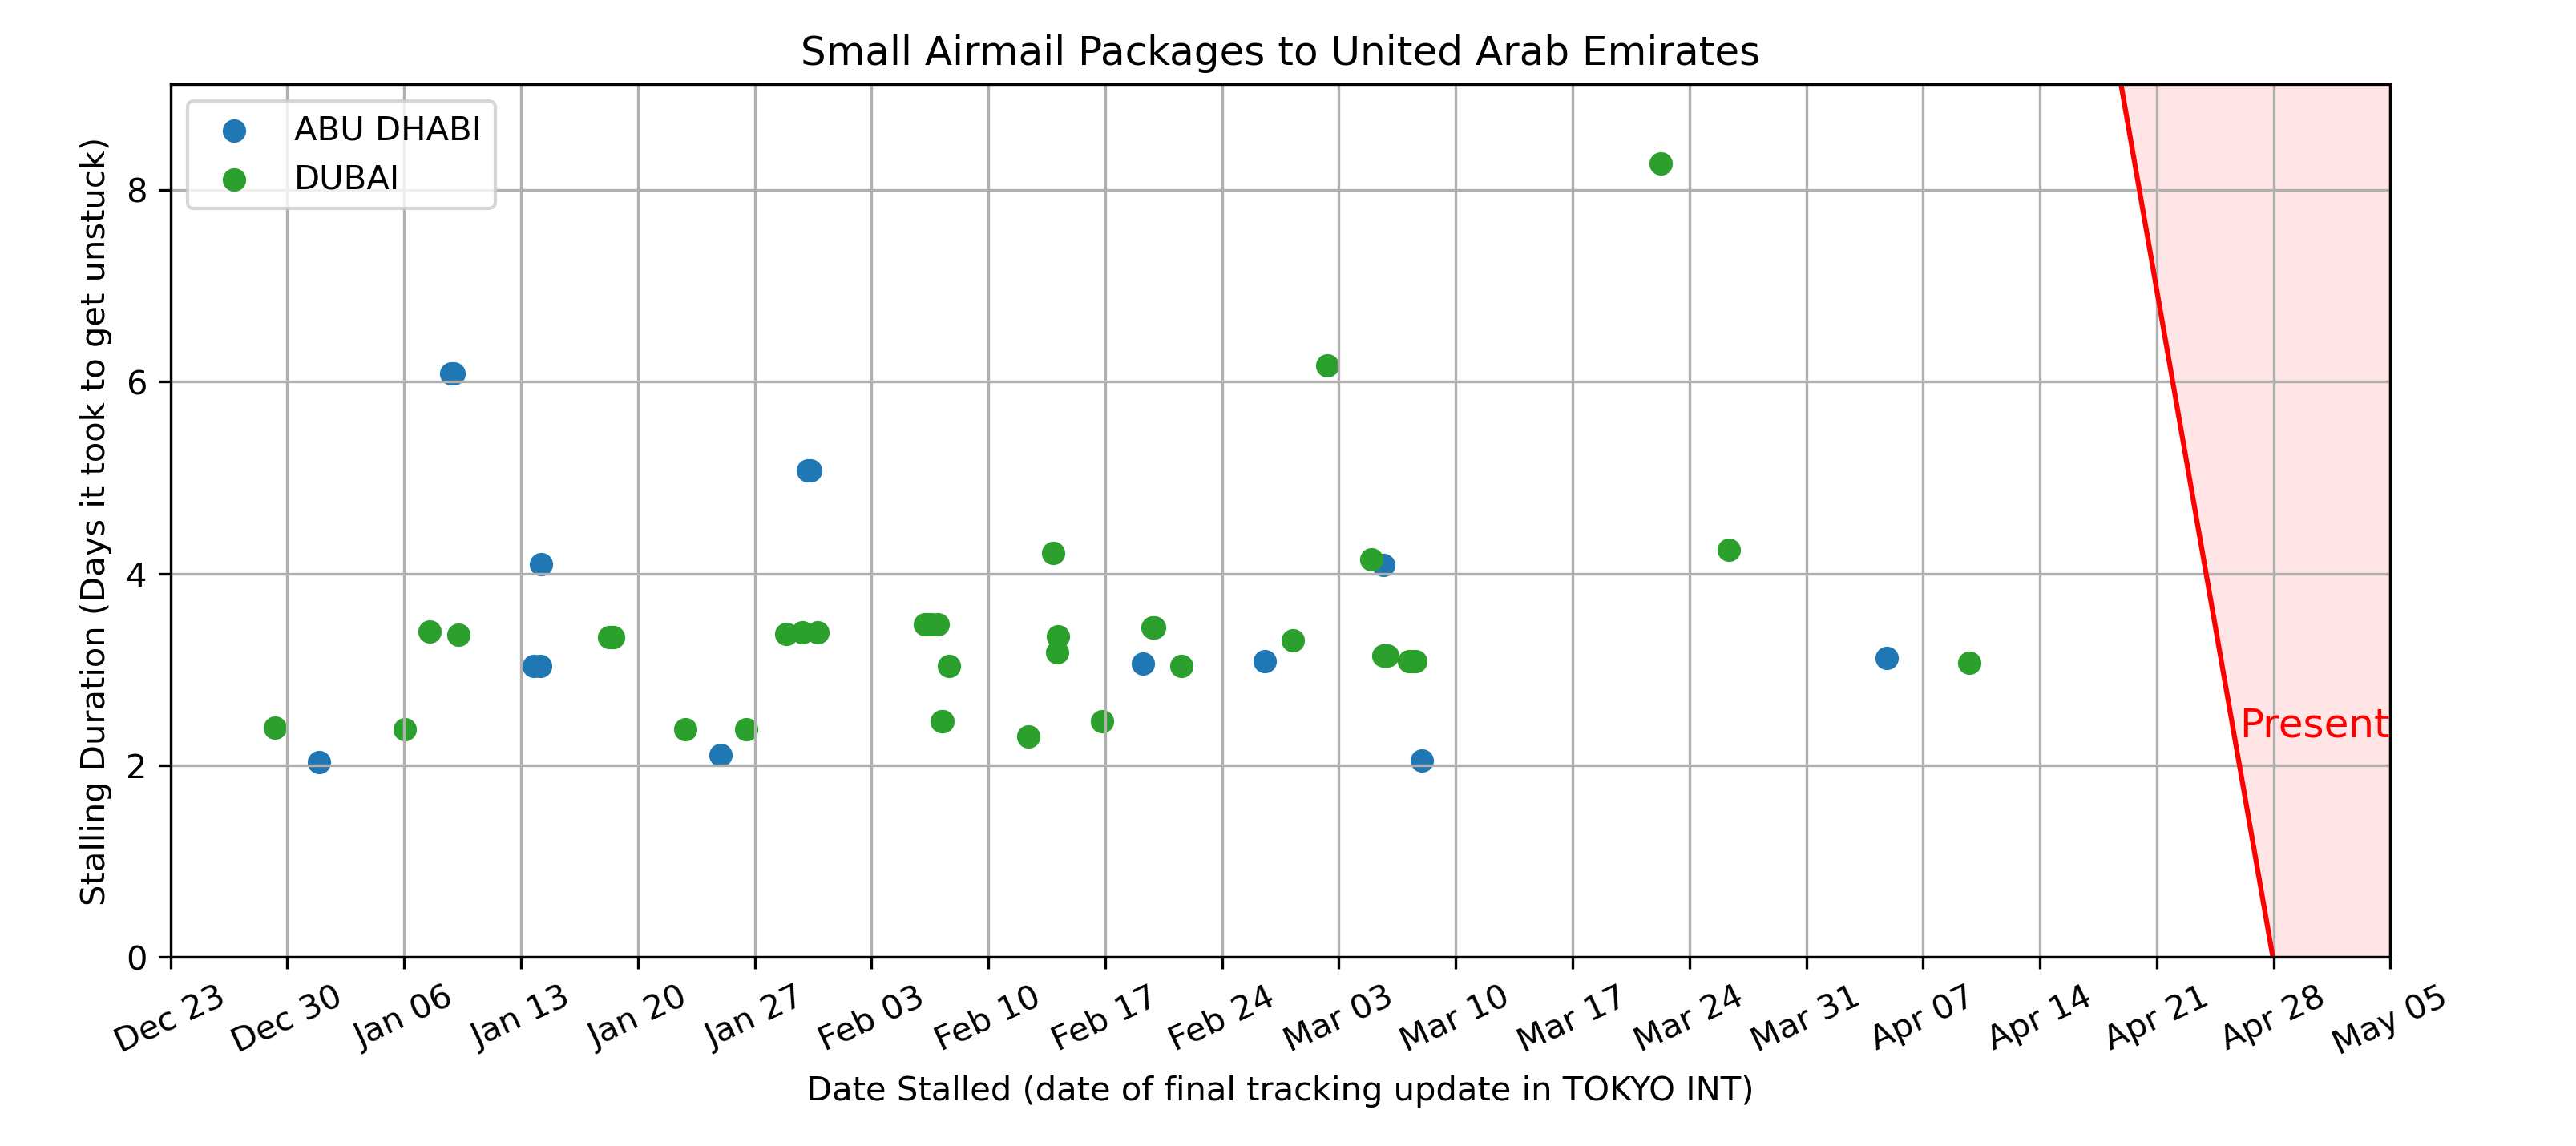 Small Airmail Packages to United Arab Emirates
ABU DHABI
DUBAI
Stalling Duration (Days it took to get unstuck)
8
6
4
2
0
Present
Dec 23
Dec 30
Jan 06
Jan 13
Jan 20
Jan 27
Feb 03
Feb 10
Feb 17
Feb 24
Mar 03
Mar 10
Mar 17
Mar 24
Mar 31
Apr 07
Apr 14
Apr 21
Apr 28
May 05
Date Stalled (date of final tracking update in TOKYO INT)